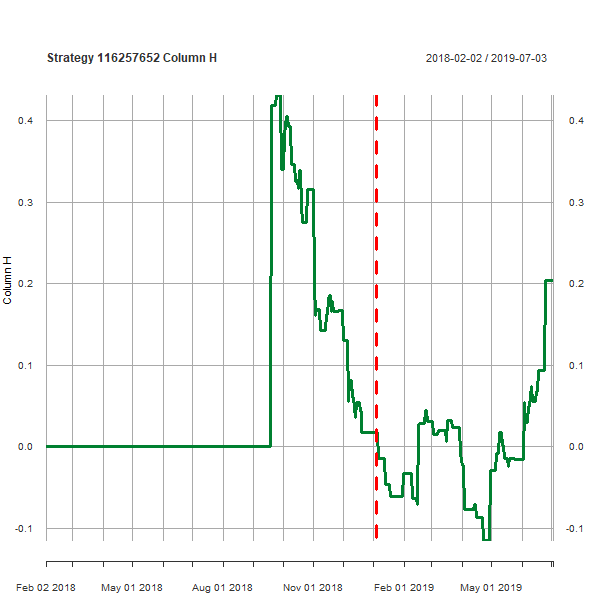 Strategy 116257652 Column H
2018-02-02 / 2019-07-03
0.4 0.4
0.3 0.3
0.2 0.2
Column H
0.1 0.1
0.0 0.0
-0.1 -0.1
Feb 02 2018 May 01 2018 Aug 01 2018 Nov 01 2018 Feb 01 2019 May 01 2019